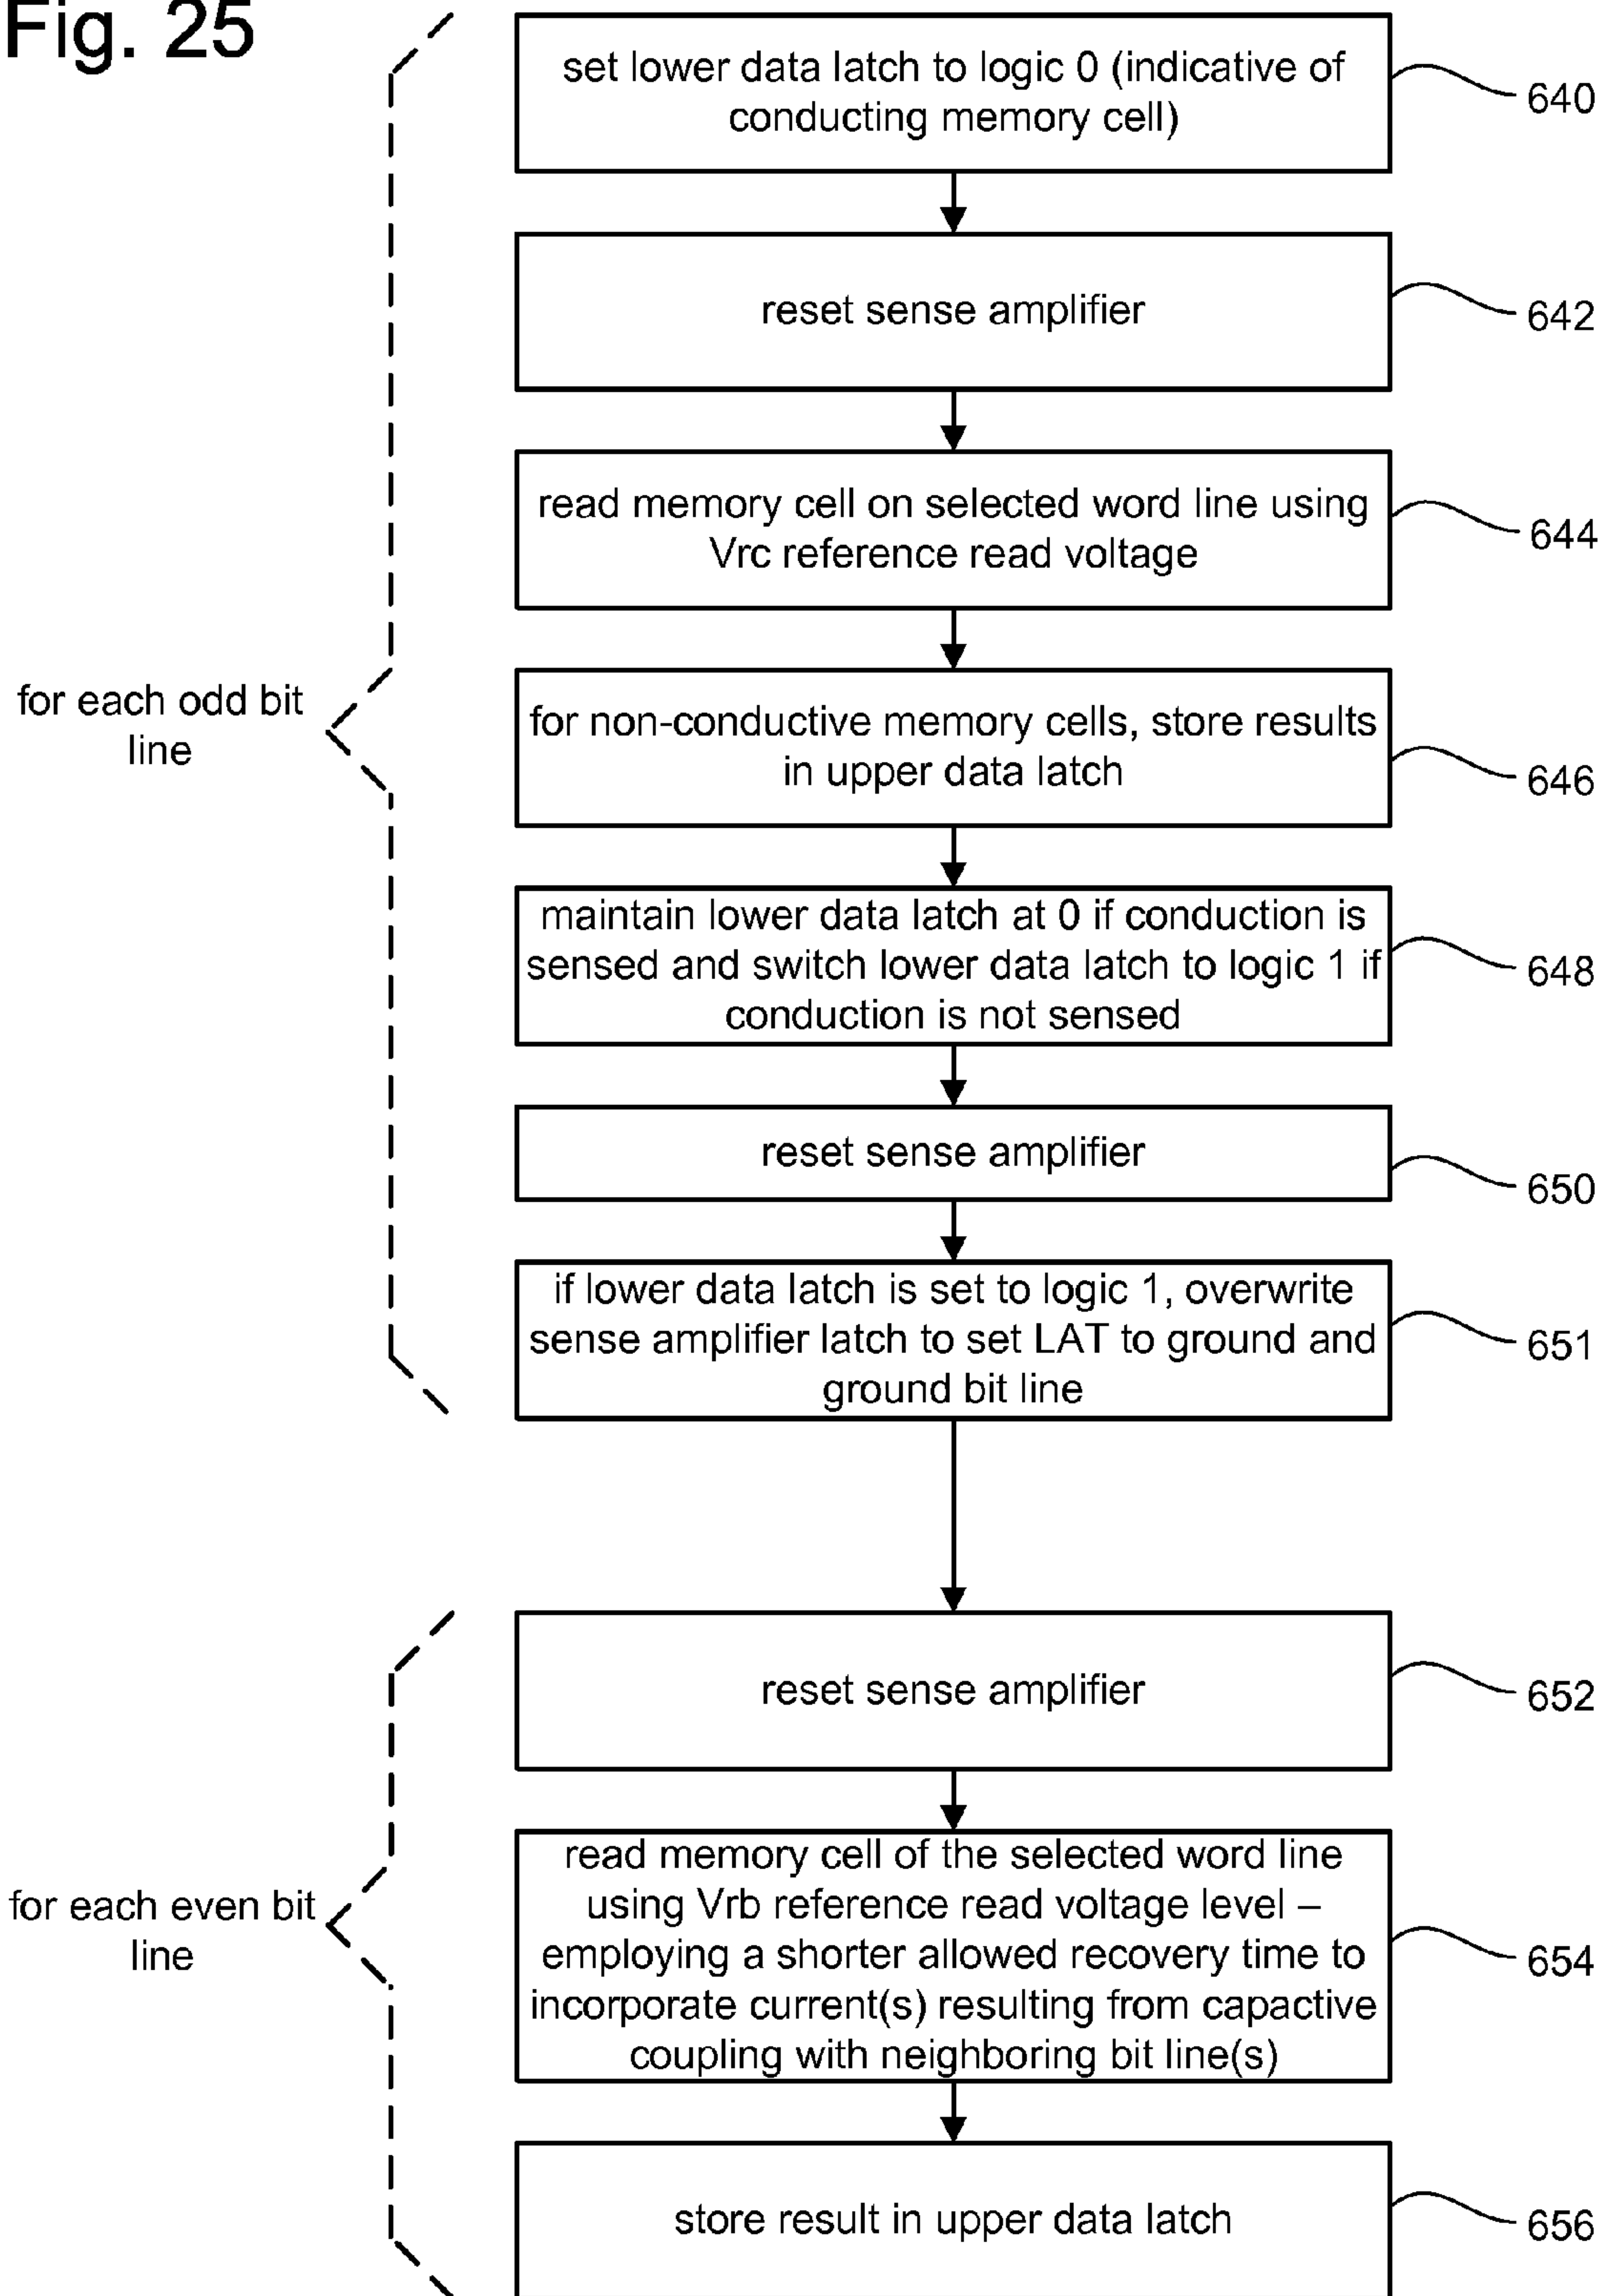 Fig. 25
set lower data latch to logic 0 (indicative of
conducting memory cell)
640
reset sense amplifier
642
read memory cell on selected word line using
Vrc reference read voltage
644
for each odd bit
line
for non-conductive memory cells, store results
in upper data latch
646
maintain lower data latch at 0 if conduction is
sensed and switch lower data latch to logic 1 if
conduction is not sensed
648
reset sense amplifier
650
if lower data latch is set to logic 1, overwrite
sense amplifier latch to set LAT to ground and
ground bit line
651
reset sense amplifier
652
for each even bit
line
read memory cell of the selected word line
using Vrb reference read voltage level –
employing a shorter allowed recovery time to
incorporate current(s) resulting from capactive
coupling with neighboring bit line(s)
654
store result in upper data latch
656